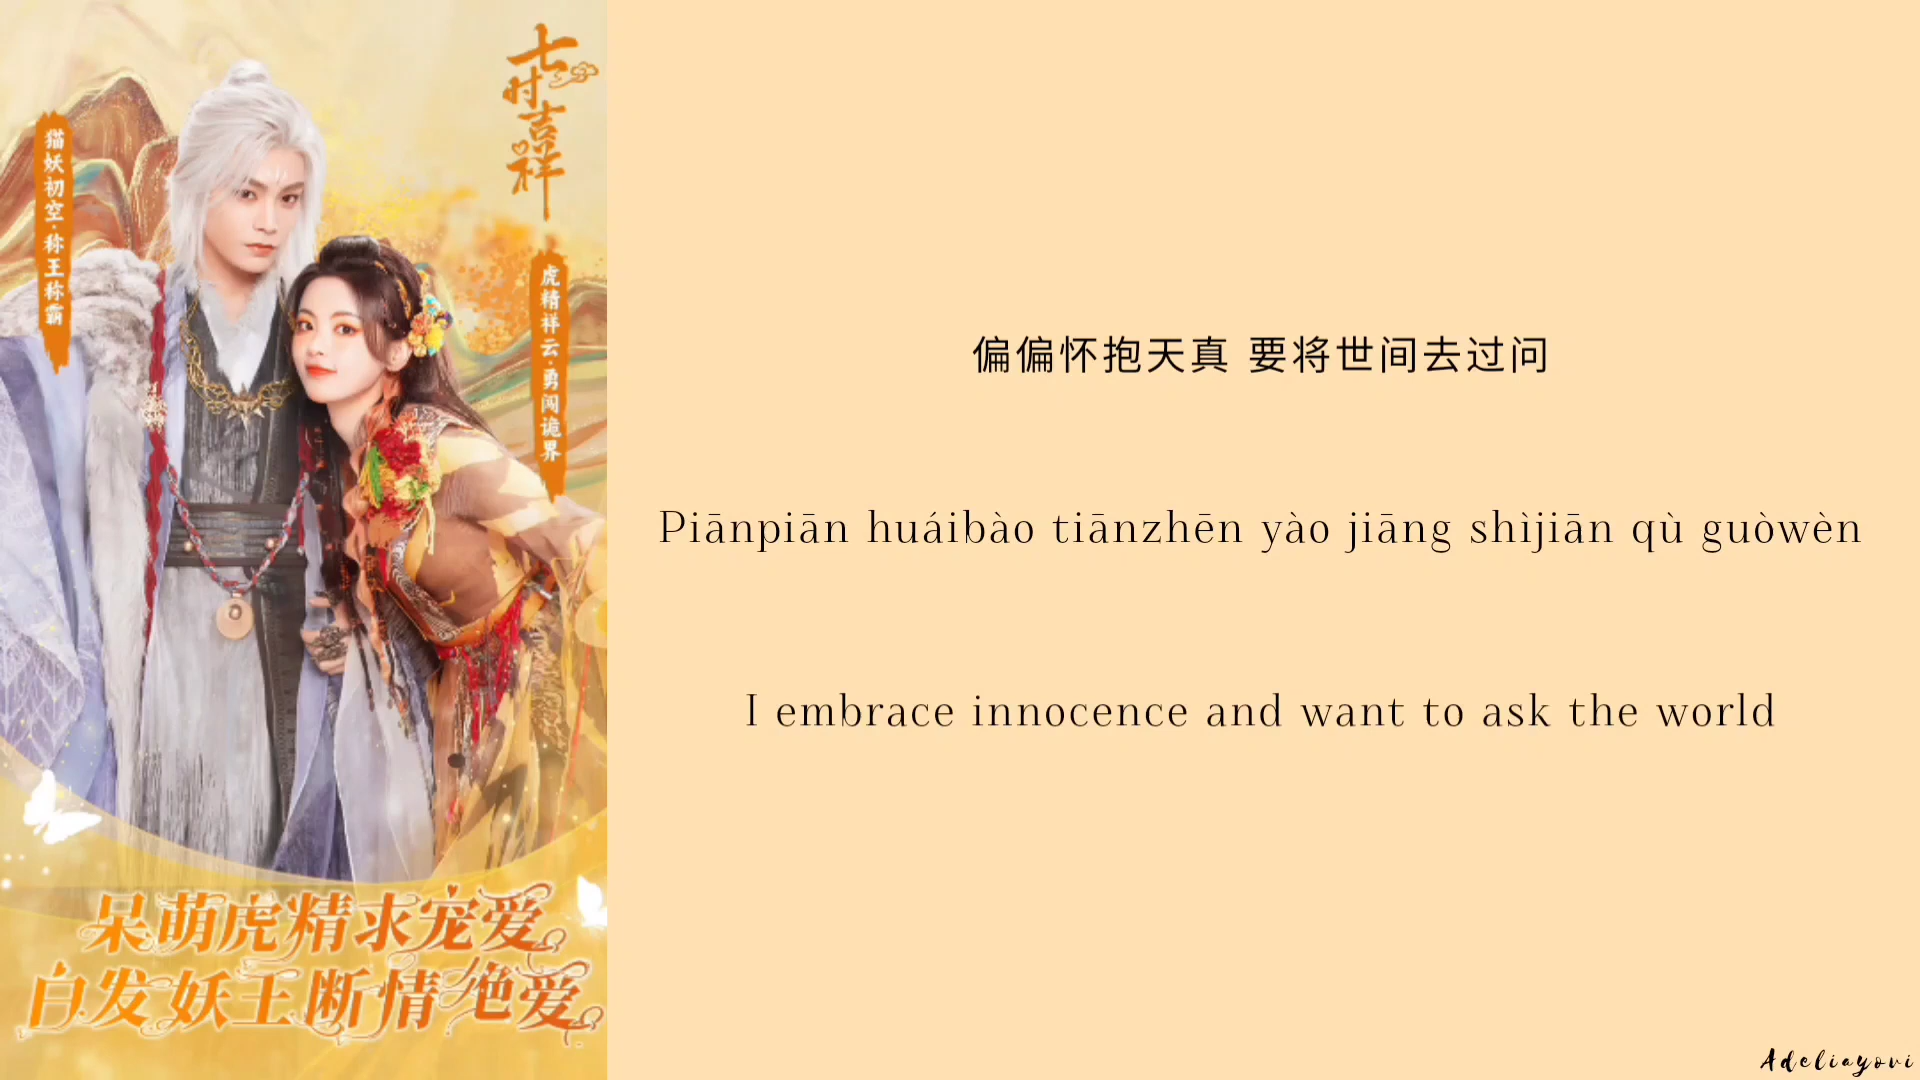 七时吉祥
猫妖初空·称王称霸
虎精祥云·勇闯诡界
呆萌虎精求宠爱
白发妖王断情绝爱
偏偏怀抱天真 要将世间去过问
Piānpiān huáibào tiānzhēn yào jiāng shìjiān qù guòwèn
I embrace innocence and want to ask the world
Adeliayovi